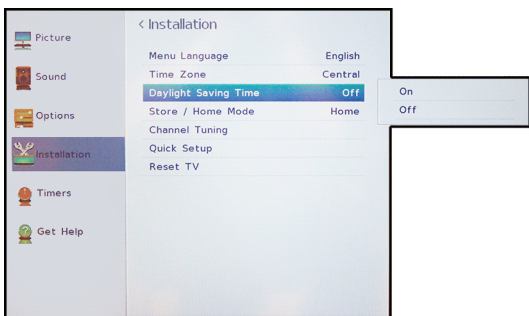 Picture
Sound
Options
Installation
Timers
Get Help
< Installation
Menu Language English
Time Zone Central
Daylight Saving Time Off
Store / Home Mode Home
Channel Tuning
Quick Setup
Reset TV
On
Off